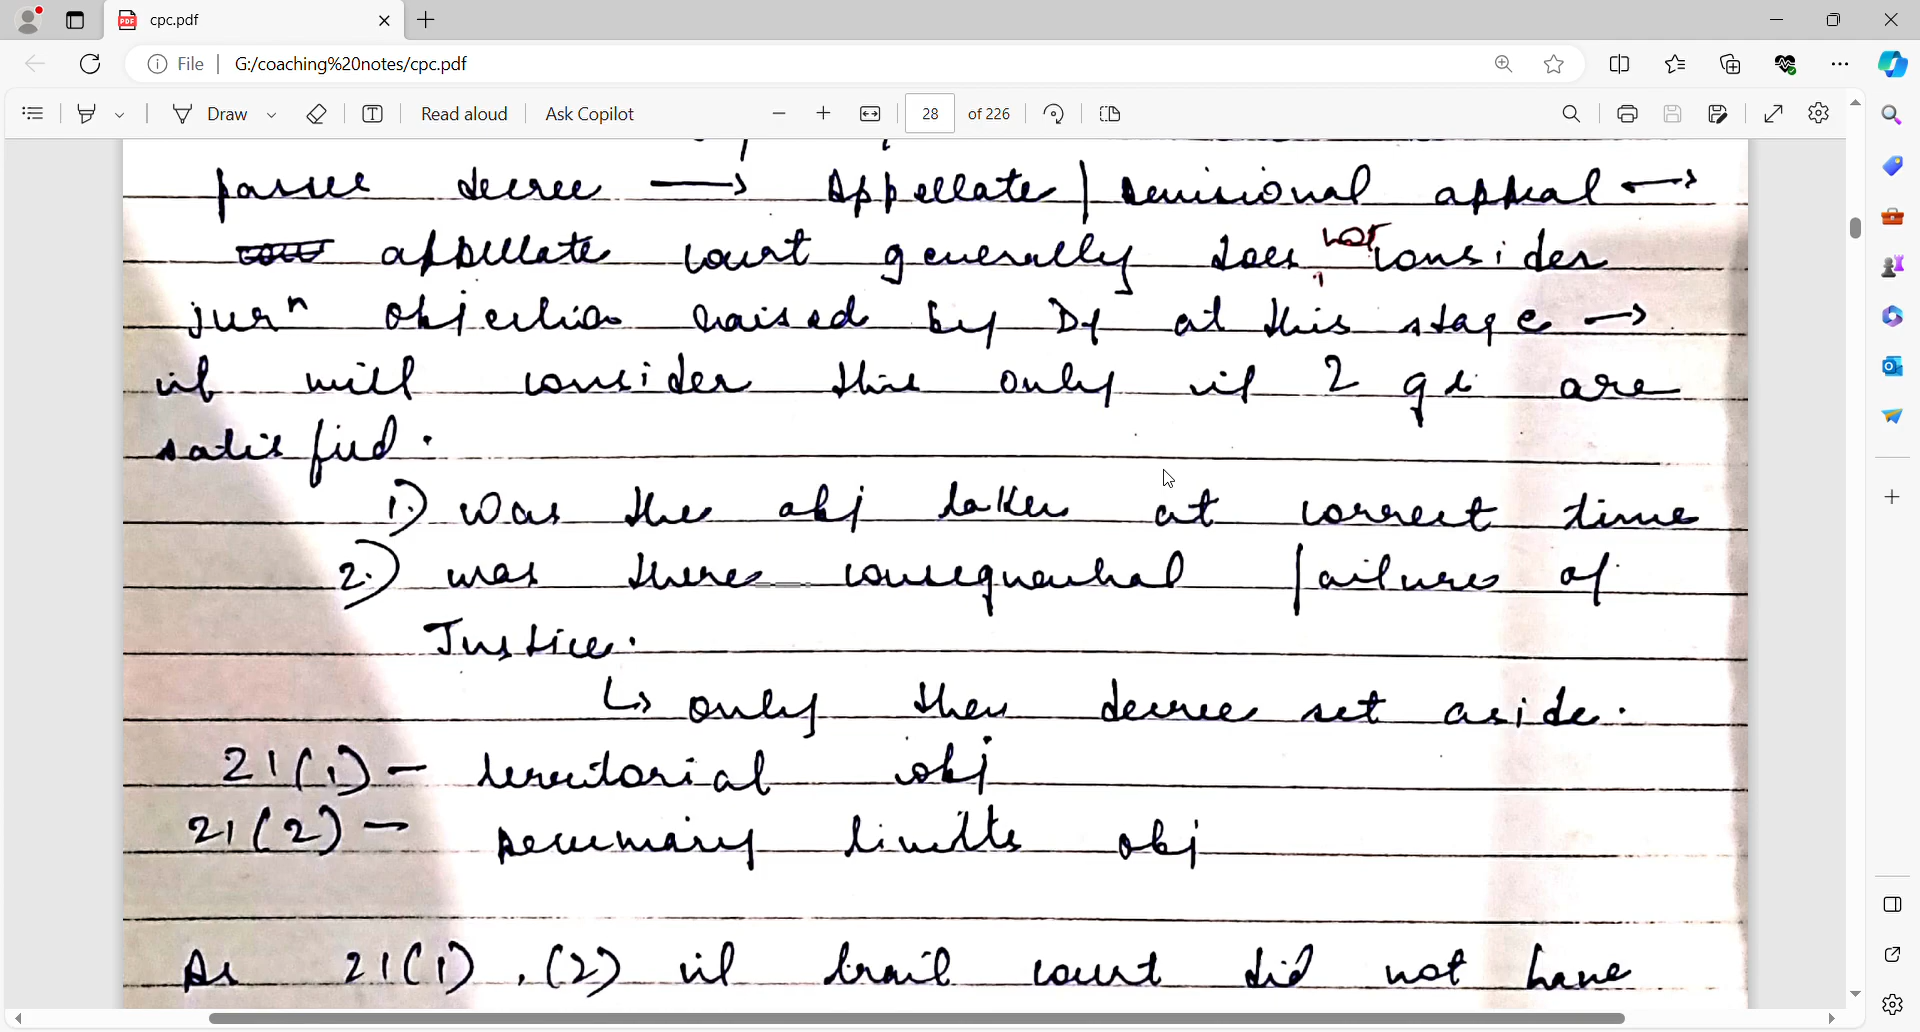 cpc.pdf
File | G:/coaching%20notes/cpc.pdf
Draw Read aloud Ask Copilot 28 of 226
passes decree → Appellate / Revisional appeal →
appellate court generally does not consider
jurⁿ objection raised by Df at this stage →
it will consider this only if 2 qs are
satisfied.
1.) Was the obj taken at correct time
2.) was there consequential failure of
Justice.
↳ only then decree set aside.
21(1) - territorial obj
21(2) - pecuniary limits obj
As 21(1), (2) if trail court did not have